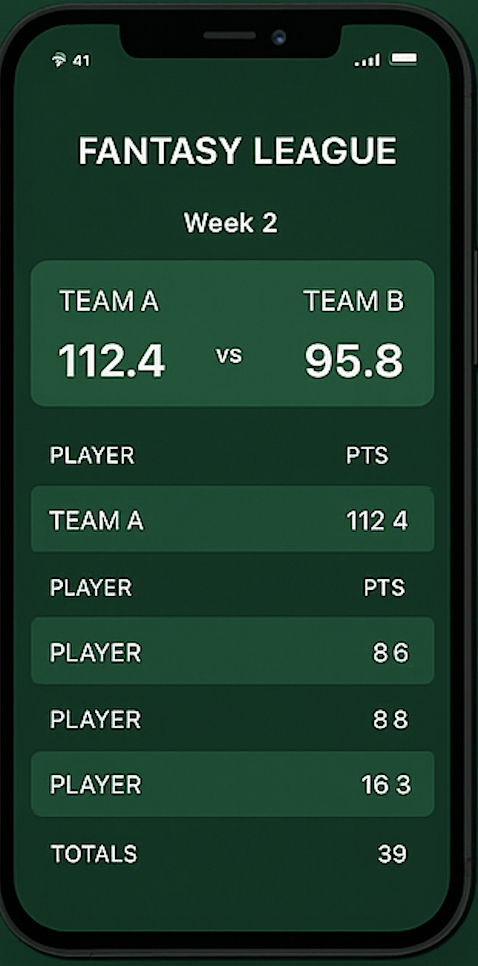 41
FANTASY LEAGUE
Week 2
TEAM A TEAM B
112.4 vs 95.8
PLAYER PTS
TEAM A 112 4
PLAYER PTS
PLAYER 8 6
PLAYER 8 8
PLAYER 16 3
TOTALS 39